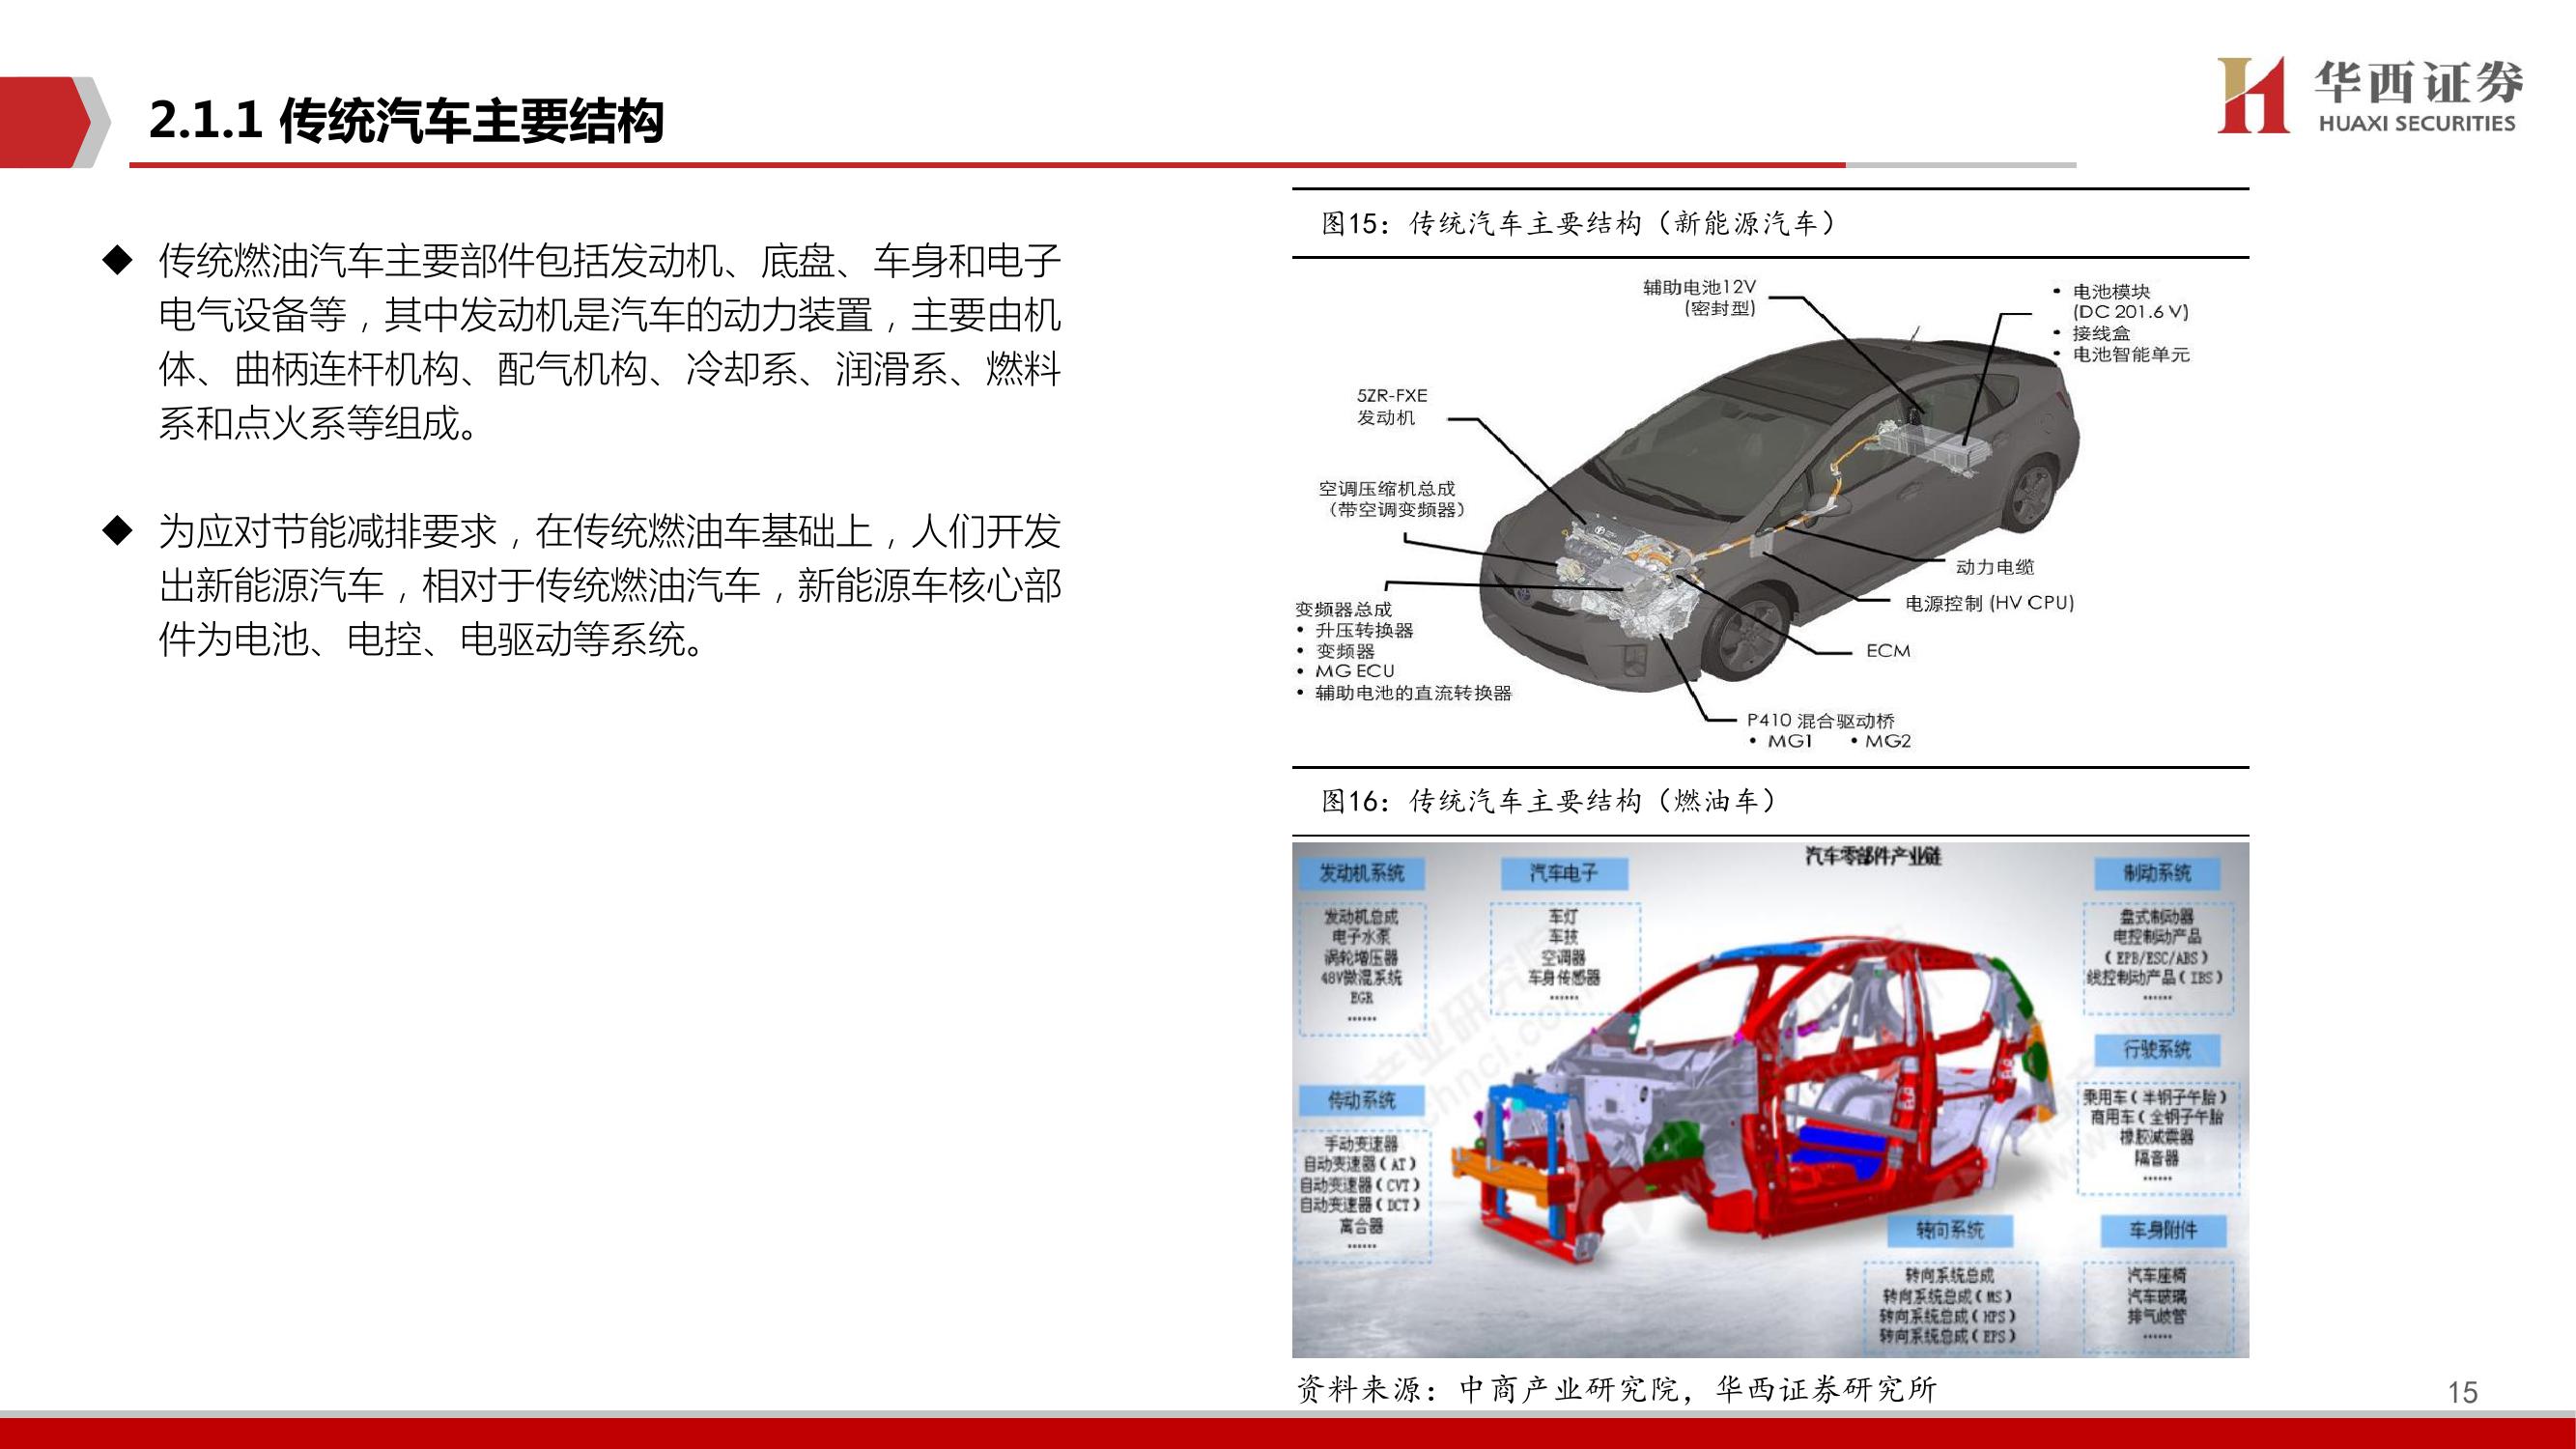 2.1.1 传统汽车主要结构
华西证券
HUAXI SECURITIES
◆ 传统燃油汽车主要部件包括发动机、底盘、车身和电子
电气设备等，其中发动机是汽车的动力装置，主要由机
体、曲柄连杆机构、配气机构、冷却系、润滑系、燃料
系和点火系等组成。
◆ 为应对节能减排要求，在传统燃油车基础上，人们开发
出新能源汽车，相对于传统燃油汽车，新能源车核心部
件为电池、电控、电驱动等系统。
图15：传统汽车主要结构（新能源汽车）
辅助电池12V
(密封型)
• 电池模块
(DC 201.6 V)
• 接线盒
• 电池智能单元
5ZR-FXE
发动机
空调压缩机总成
（带空调变频器）
变频器总成
• 升压转换器
• 变频器
• MG ECU
• 辅助电池的直流转换器
动力电缆
电源控制 (HV CPU)
ECM
P410 混合驱动桥
• MG1 • MG2
图16：传统汽车主要结构（燃油车）
汽车零部件产业链
发动机系统
发动机总成
电子水泵
涡轮增压器
48V微混系统
EGR
……
汽车电子
车灯
车技
空调器
车身传感器
……
制动系统
盘式制动器
电控制动产品
（EPB/ESC/ABS）
线控制动产品（IBS）
……
行驶系统
乘用车（半钢子午胎）
商用车（全钢子午胎
橡胶减震器
隔音器
……
传动系统
手动变速器
自动变速器（AT）
自动变速器（CVT）
自动变速器（DCT）
离合器
……
转向系统
转向系统总成
转向系统总成（MS）
转向系统总成（HPS）
转向系统总成（EPS）
车身附件
汽车座椅
汽车玻璃
排气歧管
……
资料来源：中商产业研究院，华西证券研究所
15